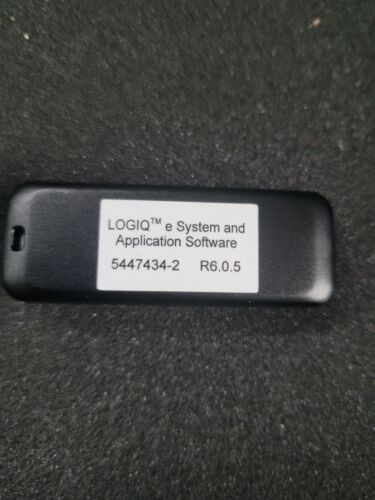 LOGIQ™ e System and
Application Software
5447434-2 R6.0.5